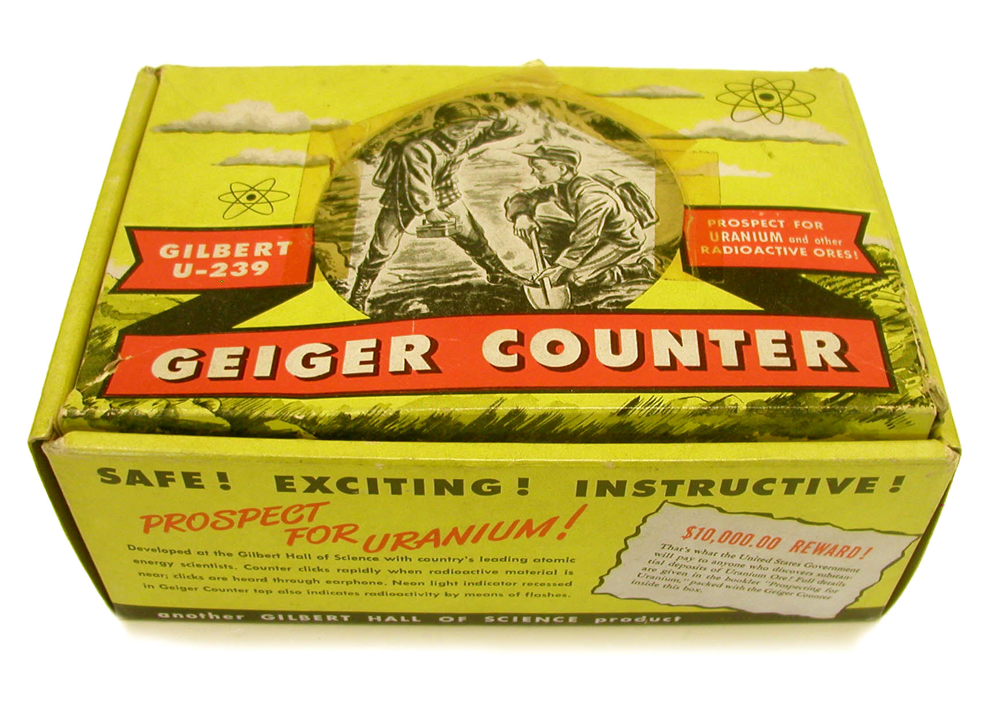 GILBERT
U-239
PROSPECT FOR
URANIUM and other
RADIOACTIVE ORES!
GEIGER COUNTER
SAFE! EXCITING! INSTRUCTIVE!
PROSPECT
FOR URANIUM!
Developed at the Gilbert Hall of Science with country's leading atomic
energy scientists. Counter clicks rapidly when radioactive material is
near; clicks are heard through earphone. Neon light indicator recessed
in Geiger Counter top also indicates radioactivity by means of flashes.
$10,000.00 REWARD!
That's what the United States Government
will pay to anyone who discovers substan-
tial deposits of Uranium Ore! Full details
are given in the booklet "Prospecting for
Uranium," packed with the Geiger Counter
inside this box.
another GILBERT HALL OF SCIENCE product